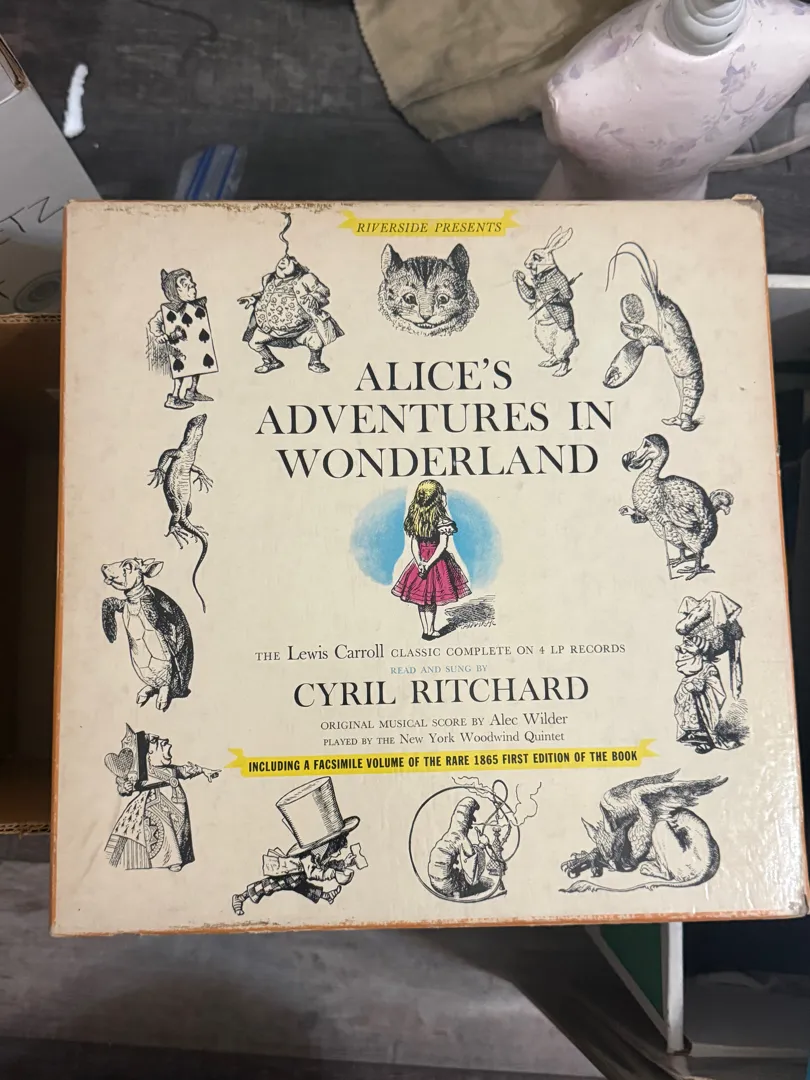 RIVERSIDE PRESENTS
ALICE'S
ADVENTURES IN
WONDERLAND
THE Lewis Carroll CLASSIC COMPLETE ON 4 LP RECORDS
READ AND SUNG BY
CYRIL RITCHARD
ORIGINAL MUSICAL SCORE BY Alec Wilder
PLAYED BY THE New York Woodwind Quintet
INCLUDING A FACSIMILE VOLUME OF THE RARE 1865 FIRST EDITION OF THE BOOK